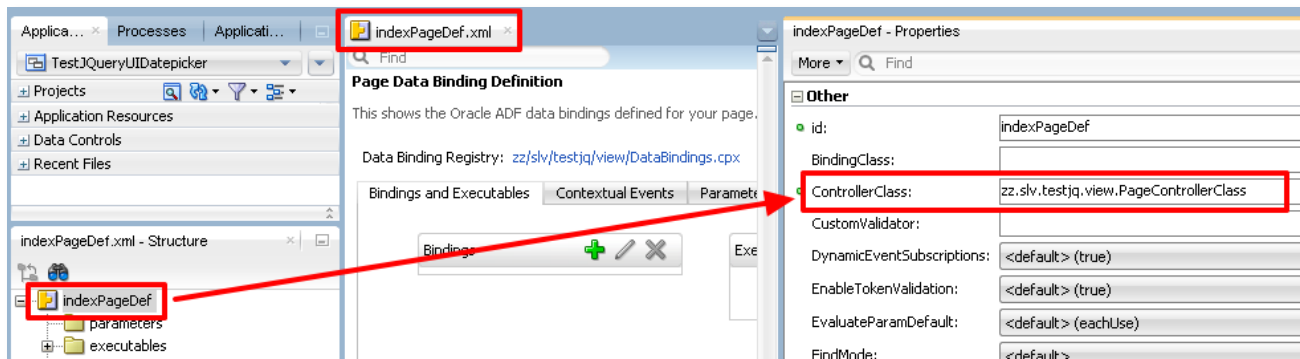 Applica...
Processes
Applicati...
TestJQueryUIDatepicker
Projects
Application Resources
Data Controls
Recent Files
indexPageDef.xml - Structure
indexPageDef
parameters
executables
indexPageDef.xml
Find
Page Data Binding Definition
This shows the Oracle ADF data bindings defined for your page.
Data Binding Registry: zz/slv/testjq/view/DataBindings.cpx
Bindings and Executables
Contextual Events
Paramete
Bindings
Exe
indexPageDef - Properties
More
Find
Other
id: indexPageDef
BindingClass:
ControllerClass: zz.slv.testjq.view.PageControllerClass
CustomValidator:
DynamicEventSubscriptions: <default> (true)
EnableTokenValidation: <default> (true)
EvaluateParamDefault: <default> (eachUse)
FindMode: <default>